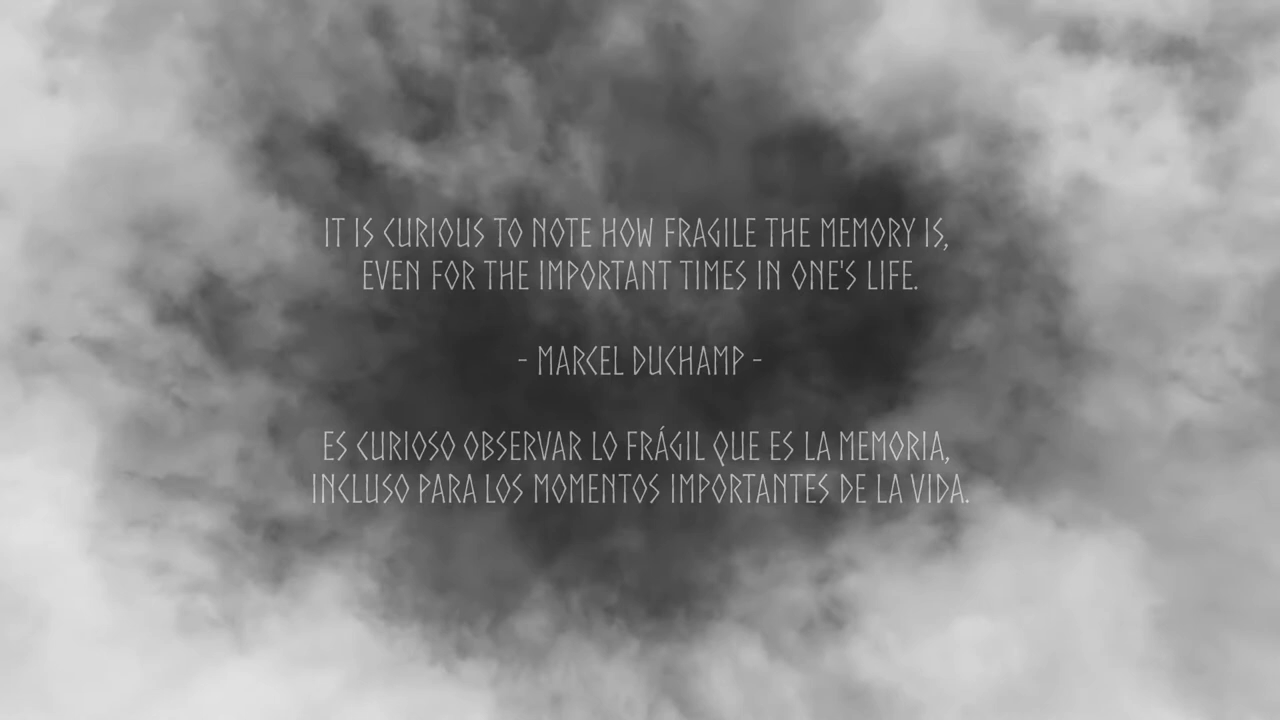 IT IS CURIOUS TO NOTE HOW FRAGILE THE MEMORY IS,
EVEN FOR THE IMPORTANT TIMES IN ONE'S LIFE.
- MARCEL DUCHAMP -
ES CURIOSO OBSERVAR LO FRÁGIL QUE ES LA MEMORIA,
INCLUSO PARA LOS MOMENTOS IMPORTANTES DE LA VIDA.